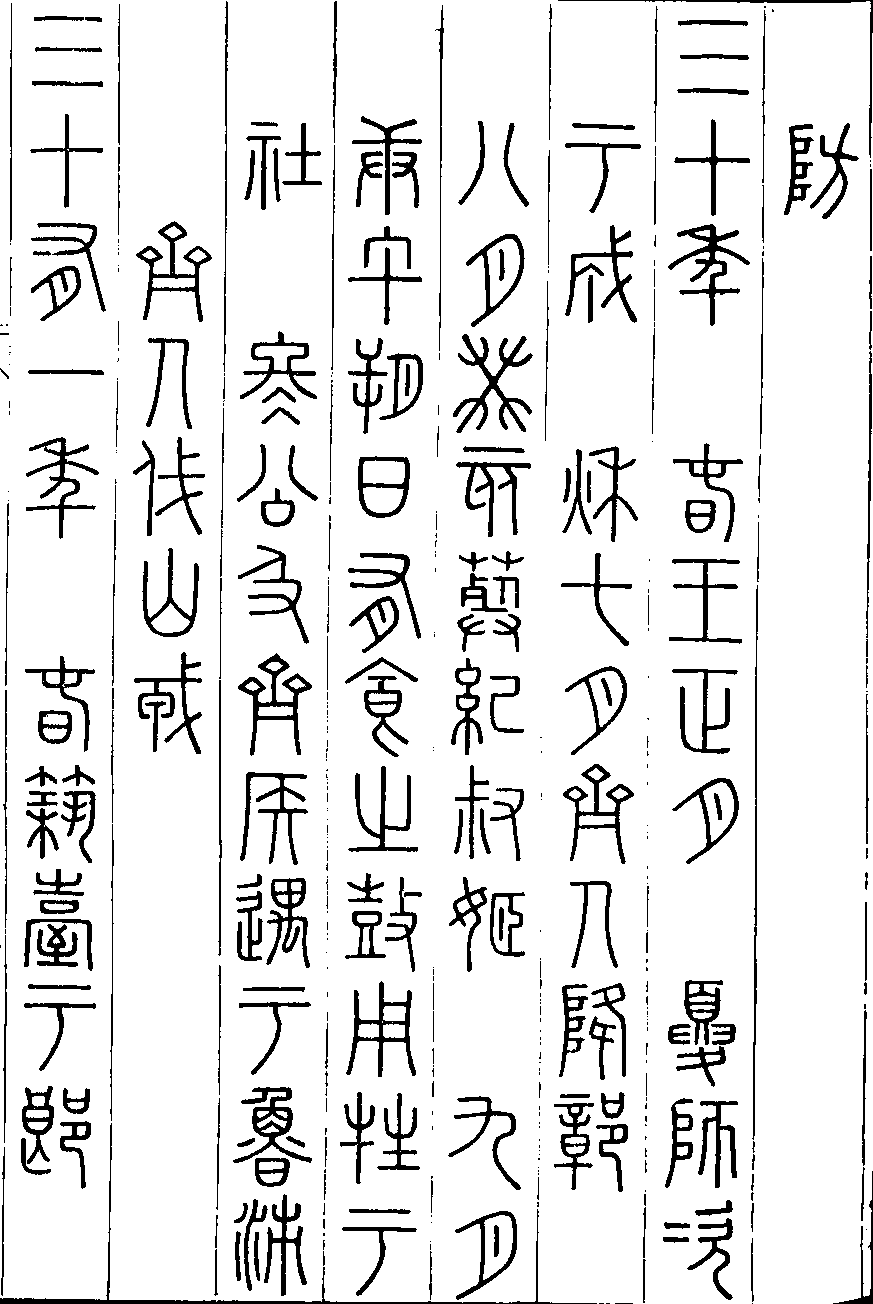 防
三十年 春王正月 夏師次
于成 秋七月齊人降鄣
八月癸亥葬紀叔姬 九月
庚午朔日有食之鼓用牲于
社 冬公及齊侯遇于魯泲
齊人伐山戎
三十有一年 春築臺于郎